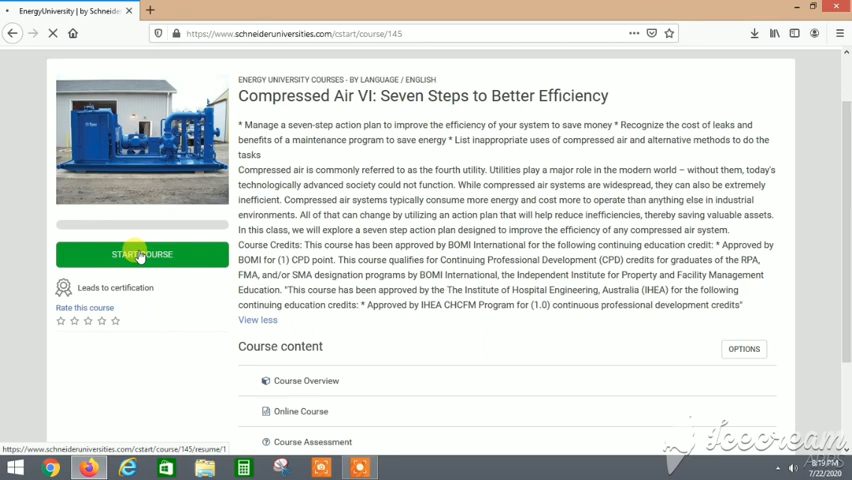 EnergyUniversity | by Schneide
https://www.schneideruniversities.com/cstart/course/145
ENERGY UNIVERSITY COURSES - BY LANGUAGE / ENGLISH
Compressed Air VI: Seven Steps to Better Efficiency
* Manage a seven-step action plan to improve the efficiency of your system to save money * Recognize the cost of leaks and
benefits of a maintenance program to save energy * List inappropriate uses of compressed air and alternative methods to do the
tasks
Compressed air is commonly referred to as the fourth utility. Utilities play a major role in the modern world – without them, today's
technologically advanced society could not function. While compressed air systems are widespread, they can also be extremely
inefficient. Compressed air systems typically consume more energy and cost more to operate than anything else in industrial
environments. All of that can change by utilizing an action plan that will help reduce inefficiencies, thereby saving valuable assets.
In this class, we will explore a seven step action plan designed to improve the efficiency of any compressed air system.
Course Credits: This course has been approved by BOMI International for the following continuing education credit: * Approved by
BOMI for (1) CPD point. This course qualifies for Continuing Professional Development (CPD) credits for graduates of the RPA,
FMA, and/or SMA designation programs by BOMI International, the Independent Institute for Property and Facility Management
Education. "This course has been approved by the The Institute of Hospital Engineering, Australia (IHEA) for the following
continuing education credits: * Approved by IHEA CHCFM Program for (1.0) continuous professional development credits"
View less
START COURSE
Leads to certification
Rate this course
Course content
OPTIONS
Course Overview
Online Course
Course Assessment
https://www.schneideruniversities.com/cstart/course/145/resume/1
Icecream
APPS
8:19 PM
7/22/2020